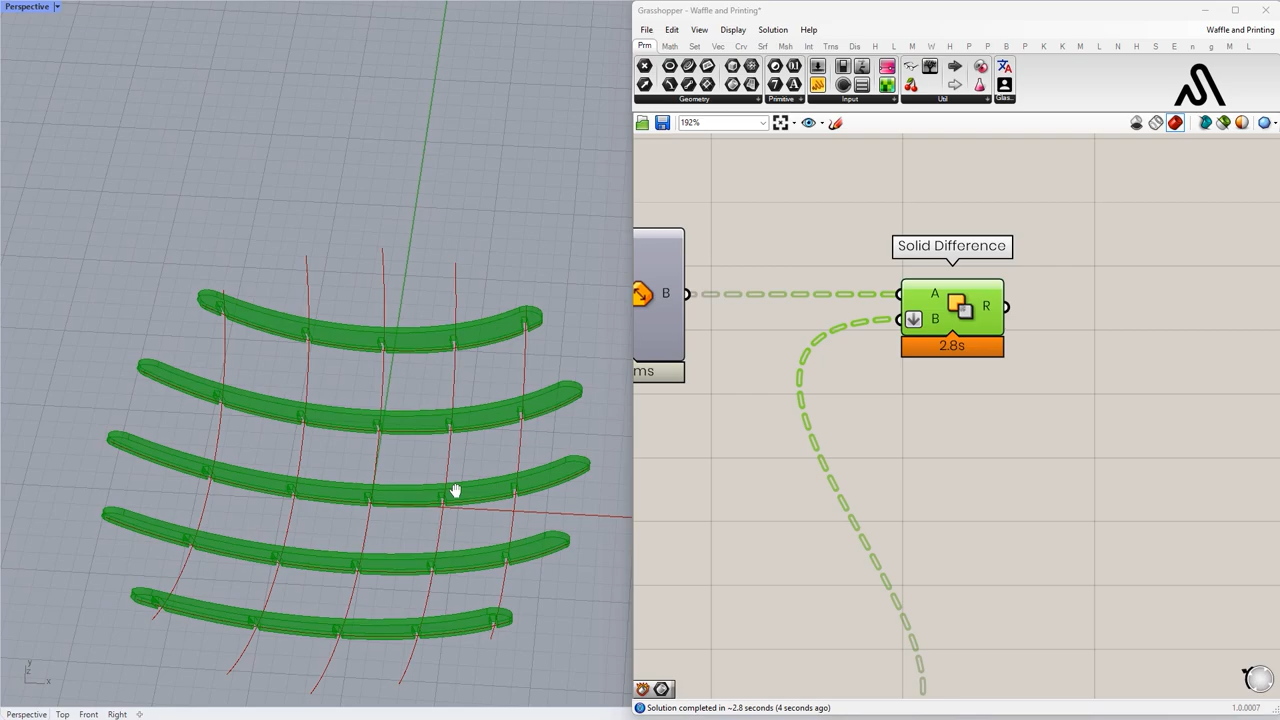 Perspective
Grasshopper - Waffle and Printing*
File Edit View Display Solution Help
Waffle and Printing
Prm Math Set Vec Crv Srf Msh Int Trns Dis H L M W H P P B K K M L N S E n g M L
Geometry Primitive Input Util Glas..
192%
Solid Difference
B
A
B
R
2.8s
ms
y
z
x
Perspective Top Front Right
Solution completed in ~2.8 seconds (4 seconds ago)
1.0.0007